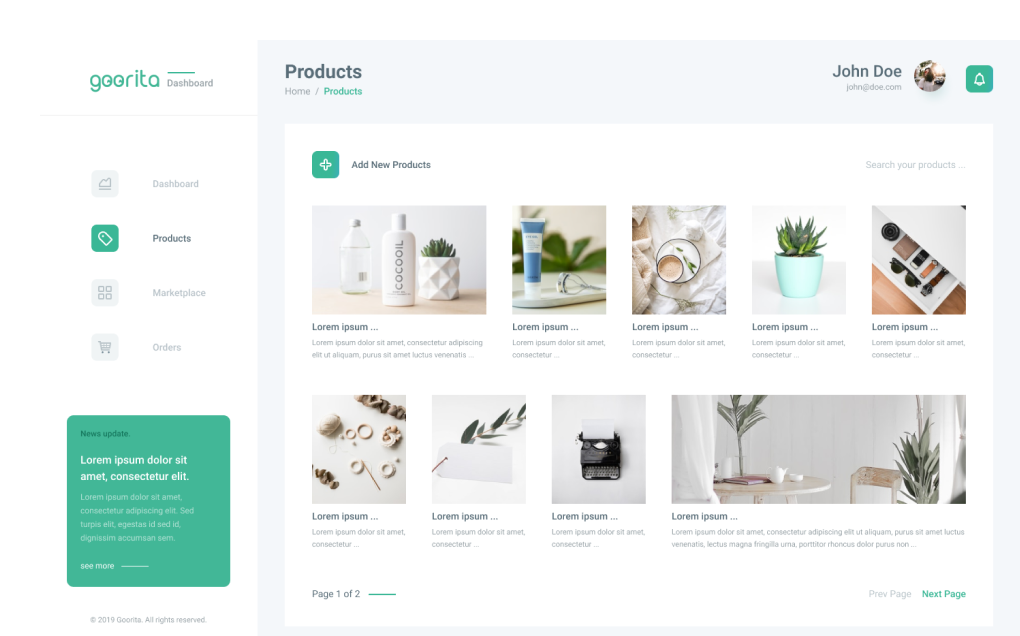 goorita Dashboard
Products
Home / Products
John Doe
john@doe.com
Dashboard
Products
Marketplace
Orders
News update.
Lorem ipsum dolor sit
amet, consectetur elit.
Lorem ipsum dolor sit amet,
consectetur adipiscing elit. Sed
turpis elit, egestas id sed id,
dignissim accumsan sem.
see more
© 2019 Goorita. All rights reserved.
Add New Products
Search your products ...
COCOOIL
Lorem ipsum ...
Lorem ipsum dolor sit amet, consectetur adipiscing
elit ut aliquam, purus sit amet luctus venenatis ...
Lorem ipsum ...
Lorem ipsum dolor sit amet,
consectetur ...
Lorem ipsum ...
Lorem ipsum dolor sit amet,
consectetur ...
Lorem ipsum ...
Lorem ipsum dolor sit amet,
consectetur ...
Lorem ipsum ...
Lorem ipsum dolor sit amet,
consectetur ...
Lorem ipsum ...
Lorem ipsum dolor sit amet,
consectetur ...
Lorem ipsum ...
Lorem ipsum dolor sit amet,
consectetur ...
Lorem ipsum ...
Lorem ipsum dolor sit amet,
consectetur ...
Lorem ipsum ...
Lorem ipsum dolor sit amet, consectetur adipiscing elit ut aliquam, purus sit amet luctus
venenatis, lectus magna fringilla urna, porttitor rhoncus dolor purus non ...
Page 1 of 2
Prev Page Next Page